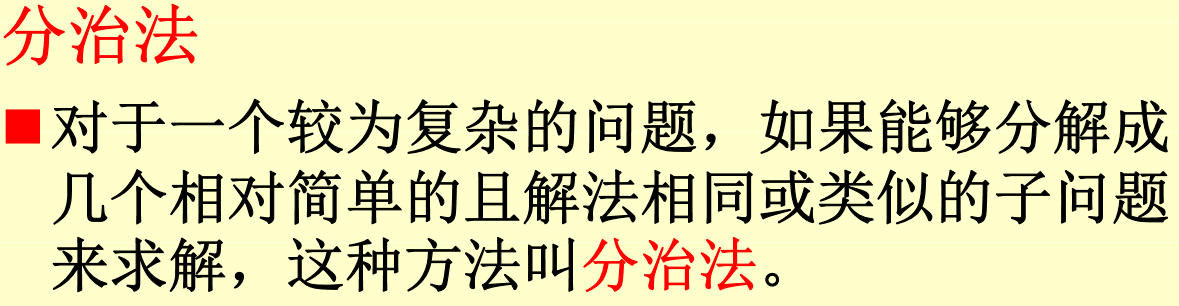 分治法
■对于一个较为复杂的问题，如果能够分解成
几个相对简单的且解法相同或类似的子问题
来求解，这种方法叫分治法。